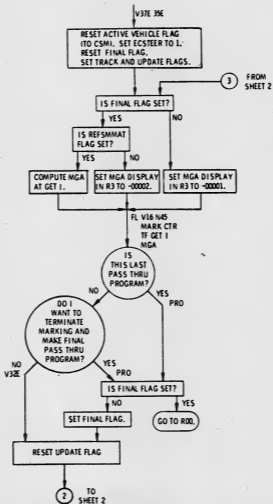 V37E 35E
RESET ACTIVE VEHICLE FLAG
(TO CSM). SET ECSTEER TO 1.
RESET FINAL FLAG.
SET TRACK AND UPDATE FLAGS.
3
FROM
SHEET 2
IS FINAL FLAG SET?
YES
NO
IS REFSMMAT
FLAG SET?
YES
NO
COMPUTE MGA
AT GET I.
SET MGA DISPLAY
IN R3 TO -00002.
SET MGA DISPLAY
IN R3 TO -00001.
FL V16 N45
MARK CTR
TF GET I
MGA
IS
THIS LAST
PASS THRU
PROGRAM?
NO
YES
PRO
DO I
WANT TO
TERMINATE
MARKING AND
MAKE FINAL
PASS THRU
PROGRAM?
NO
V32E
YES
PRO
IS FINAL FLAG SET?
NO
YES
SET FINAL FLAG.
GO TO R00.
RESET UPDATE FLAG
2
TO
SHEET 2